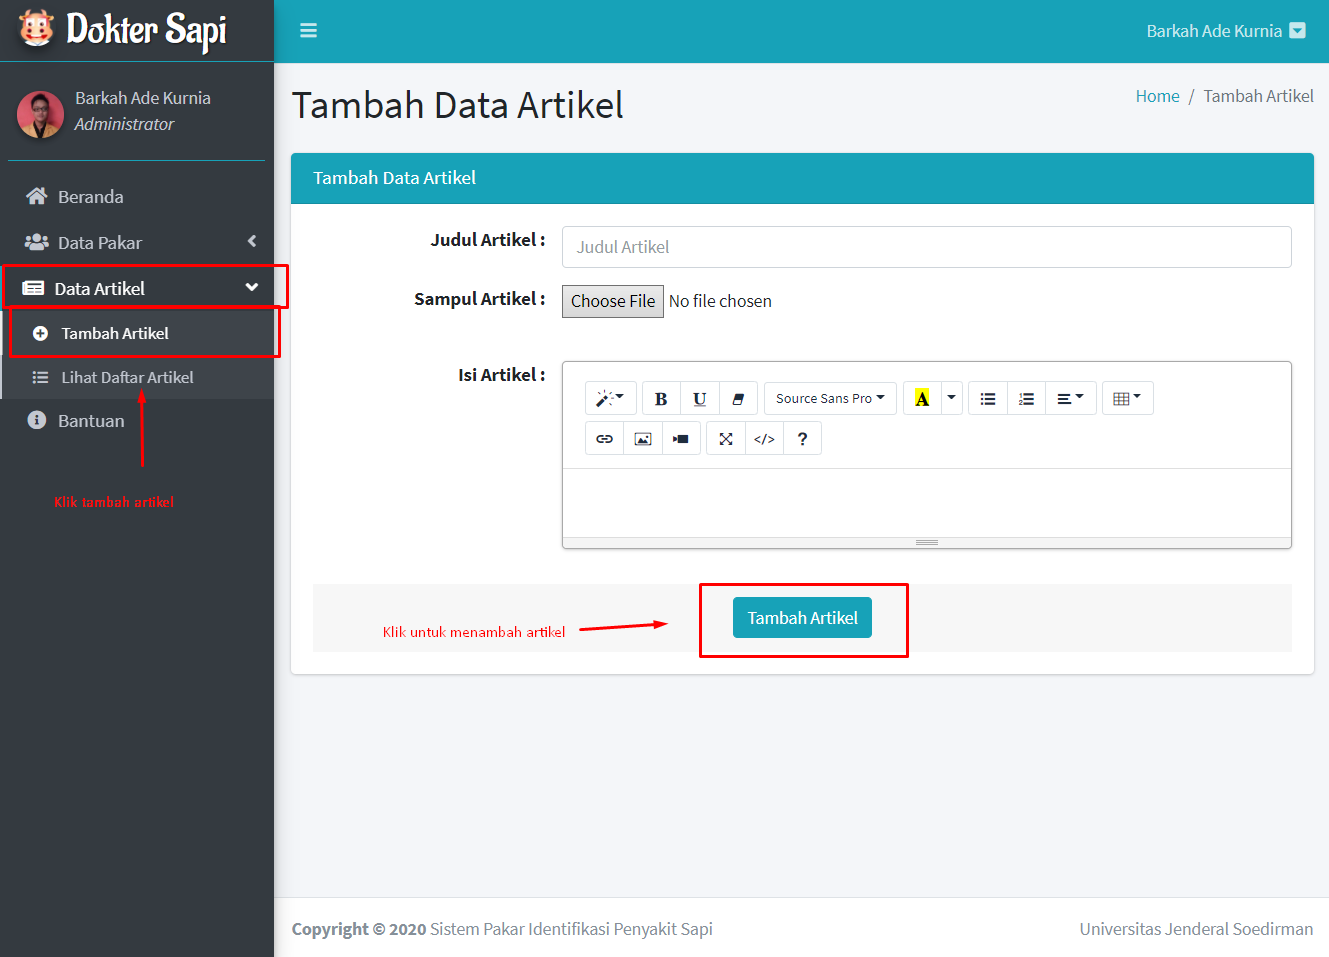 Dokter Sapi
Barkah Ade Kurnia
Barkah Ade Kurnia
Administrator
Beranda
Data Pakar
Data Artikel
Tambah Artikel
Lihat Daftar Artikel
Bantuan
Klik tambah artikel
Tambah Data Artikel
Home / Tambah Artikel
Tambah Data Artikel
Judul Artikel :
Judul Artikel
Sampul Artikel :
Choose File No file chosen
Isi Artikel :
B U Source Sans Pro A
</> ?
Klik untuk menambah artikel
Tambah Artikel
Copyright © 2020 Sistem Pakar Identifikasi Penyakit Sapi
Universitas Jenderal Soedirman